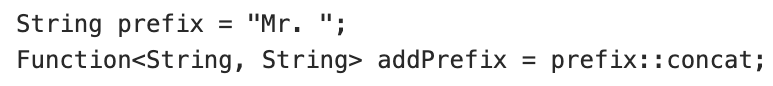 String prefix = "Mr. ";
Function<String, String> addPrefix = prefix::concat;